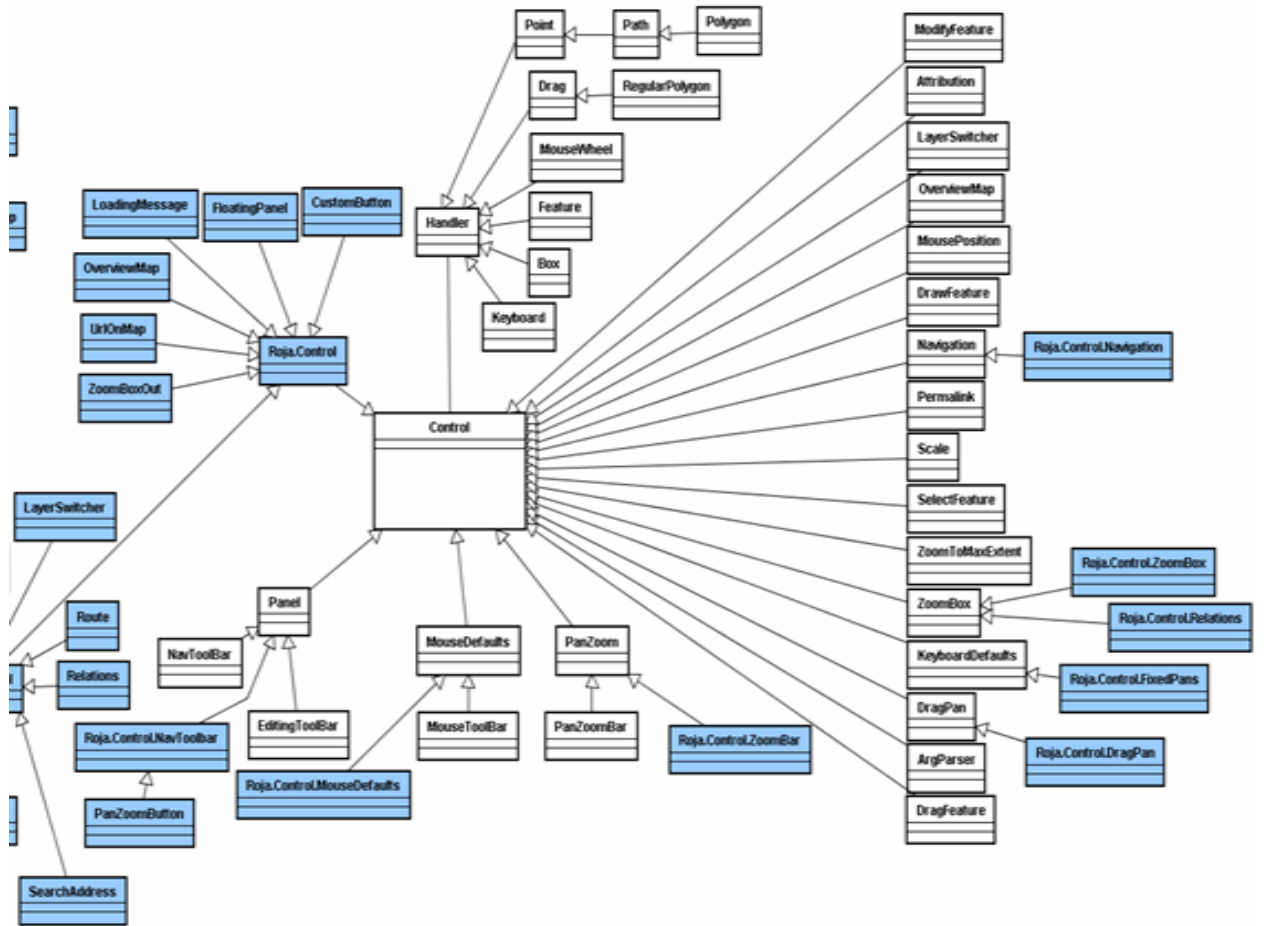 Point
Path
Polygon
ModifyFeature
Drag
RegularPolygon
Attribution
MouseWheel
LayerSwitcher
LoadingMessage
FloatingPanel
CustomButton
Handler
Feature
OverviewMap
OverviewMap
Box
MousePosition
UrlOnMap
Keyboard
DrawFeature
Roja.Control
Navigation
Roja.Control.Navigation
ZoomBoxOut
Permalink
Control
Scale
LayerSwitcher
SelectFeature
ZoomToMaxExtent
Roja.Control.ZoomBox
ZoomBox
Roja.Control.Relations
Route
Panel
NavToolBar
MouseDefaults
PanZoom
KeyboardDefaults
Relations
Roja.Control.FixedPans
DragPan
Roja.Control.NavToolbar
EditingToolBar
MouseToolBar
PanZoomBar
Roja.Control.ZoomBar
Roja.Control.DragPan
ArgParser
Roja.Control.MouseDefaults
PanZoomButton
DragFeature
SearchAddress